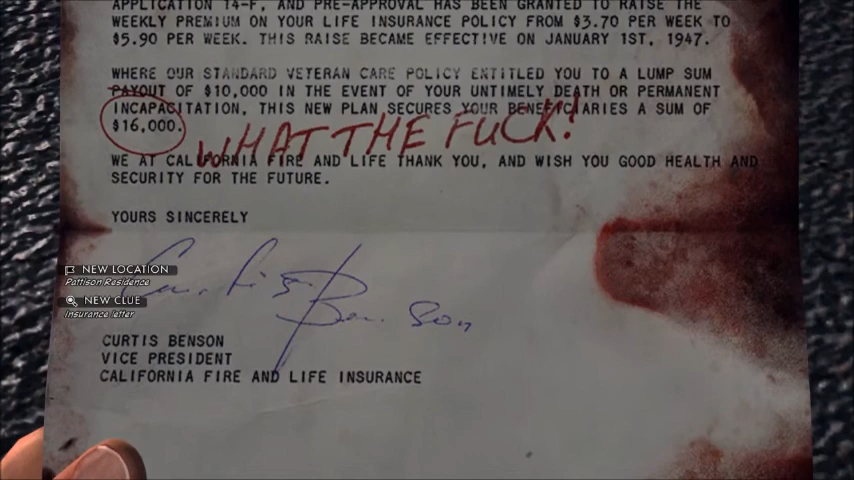 APPLICATION 14-F, AND PRE-APPROVAL HAS BEEN GRANTED TO RAISE THE
WEEKLY PREMIUM ON YOUR LIFE INSURANCE POLICY FROM $3.70 PER WEEK TO
$5.90 PER WEEK. THIS RAISE BECAME EFFECTIVE ON JANUARY 1ST, 1947.
WHERE OUR STANDARD VETERAN CARE POLICY ENTITLED YOU TO A LUMP SUM
PAYOUT OF $10,000 IN THE EVENT OF YOUR UNTIMELY DEATH OR PERMANENT
INCAPACITATION, THIS NEW PLAN SECURES YOUR BENEFICIARIES A SUM OF
$16,000.
WHAT THE FUCK!
WE AT CALIFORNIA FIRE AND LIFE THANK YOU, AND WISH YOU GOOD HEALTH AND
SECURITY FOR THE FUTURE.
YOURS SINCERELY
NEW LOCATION
Pattison Residence
NEW CLUE
Insurance letter
Curtis Benson
CURTIS BENSON
VICE PRESIDENT
CALIFORNIA FIRE AND LIFE INSURANCE